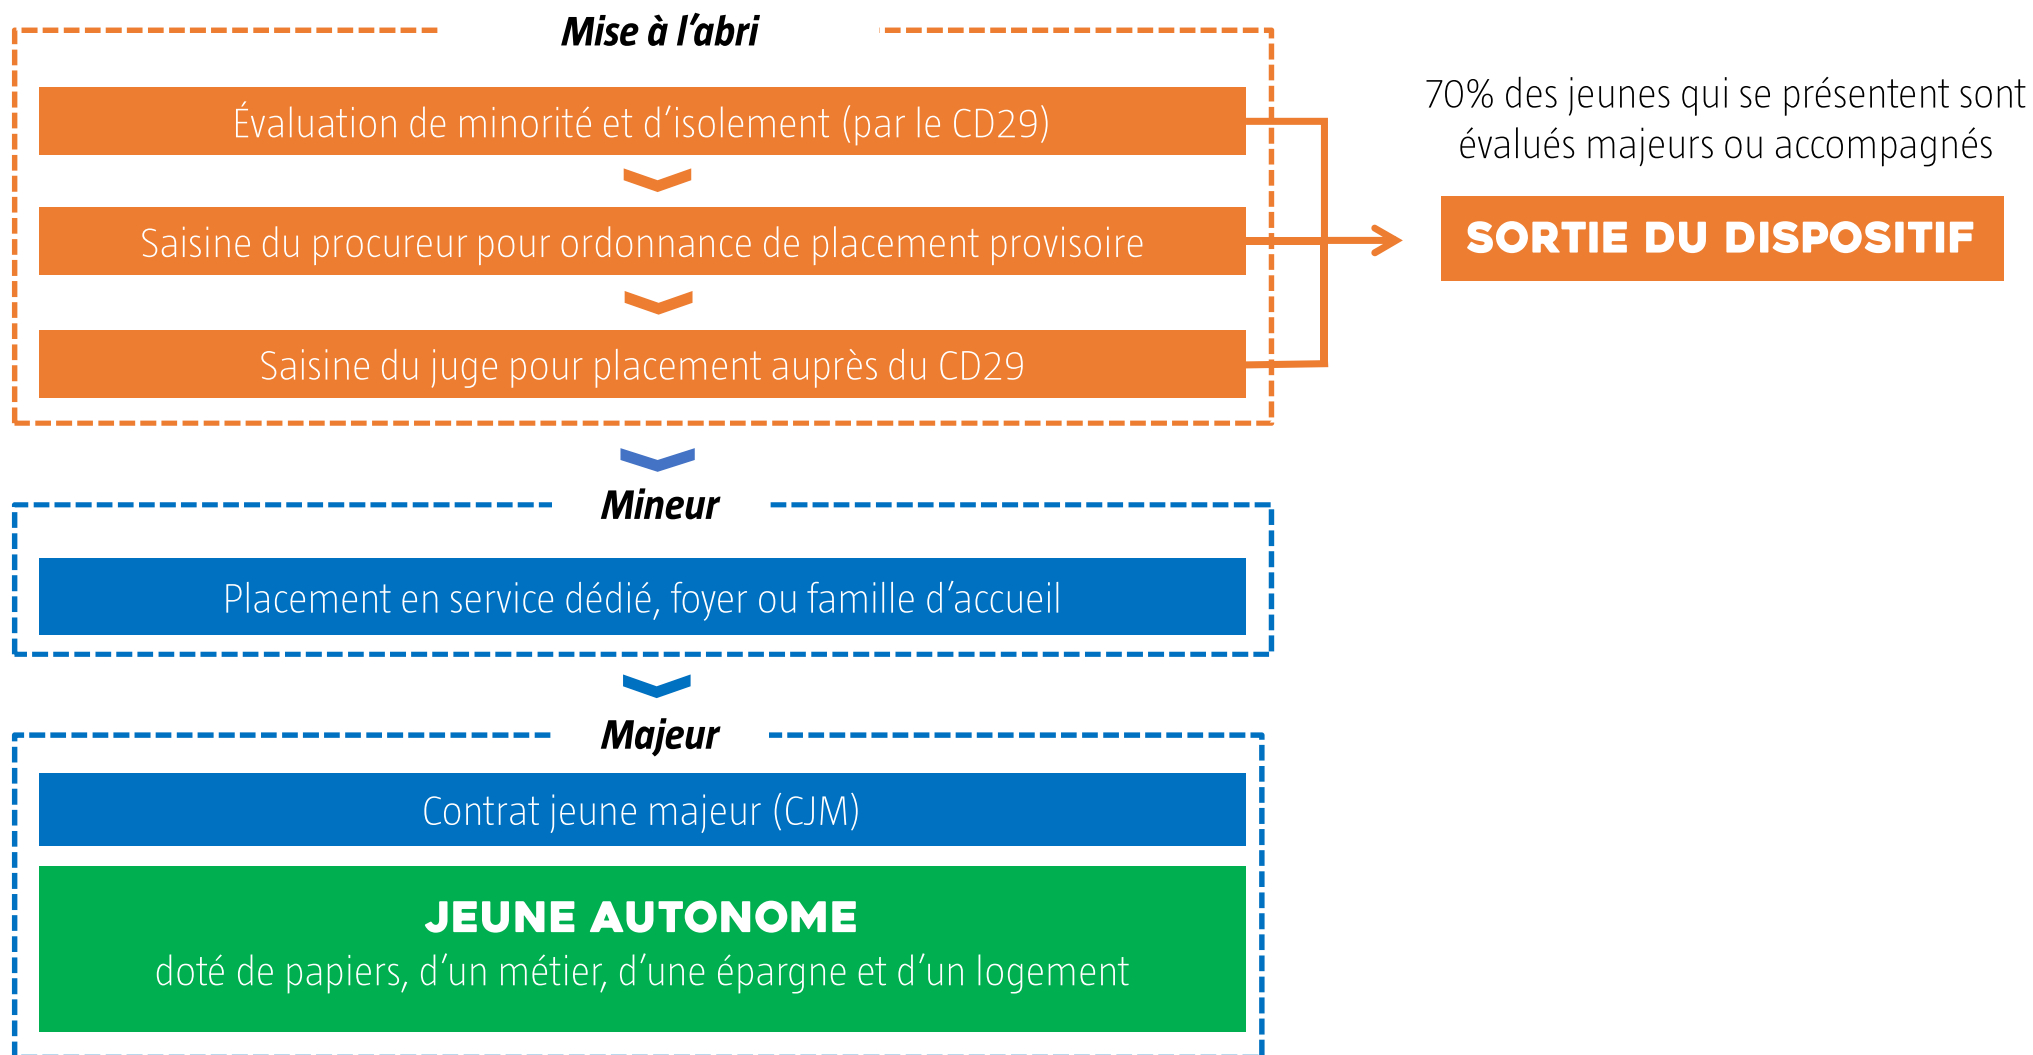 Mise à l’abri
Évaluation de minorité et d’isolement (par le CD29)
Saisine du procureur pour ordonnance de placement provisoire
Saisine du juge pour placement auprès du CD29
70% des jeunes qui se présentent sont
évalués majeurs ou accompagnés
SORTIE DU DISPOSITIF
Mineur
Placement en service dédié, foyer ou famille d’accueil
Majeur
Contrat jeune majeur (CJM)
JEUNE AUTONOME
doté de papiers, d’un métier, d’une épargne et d’un logement